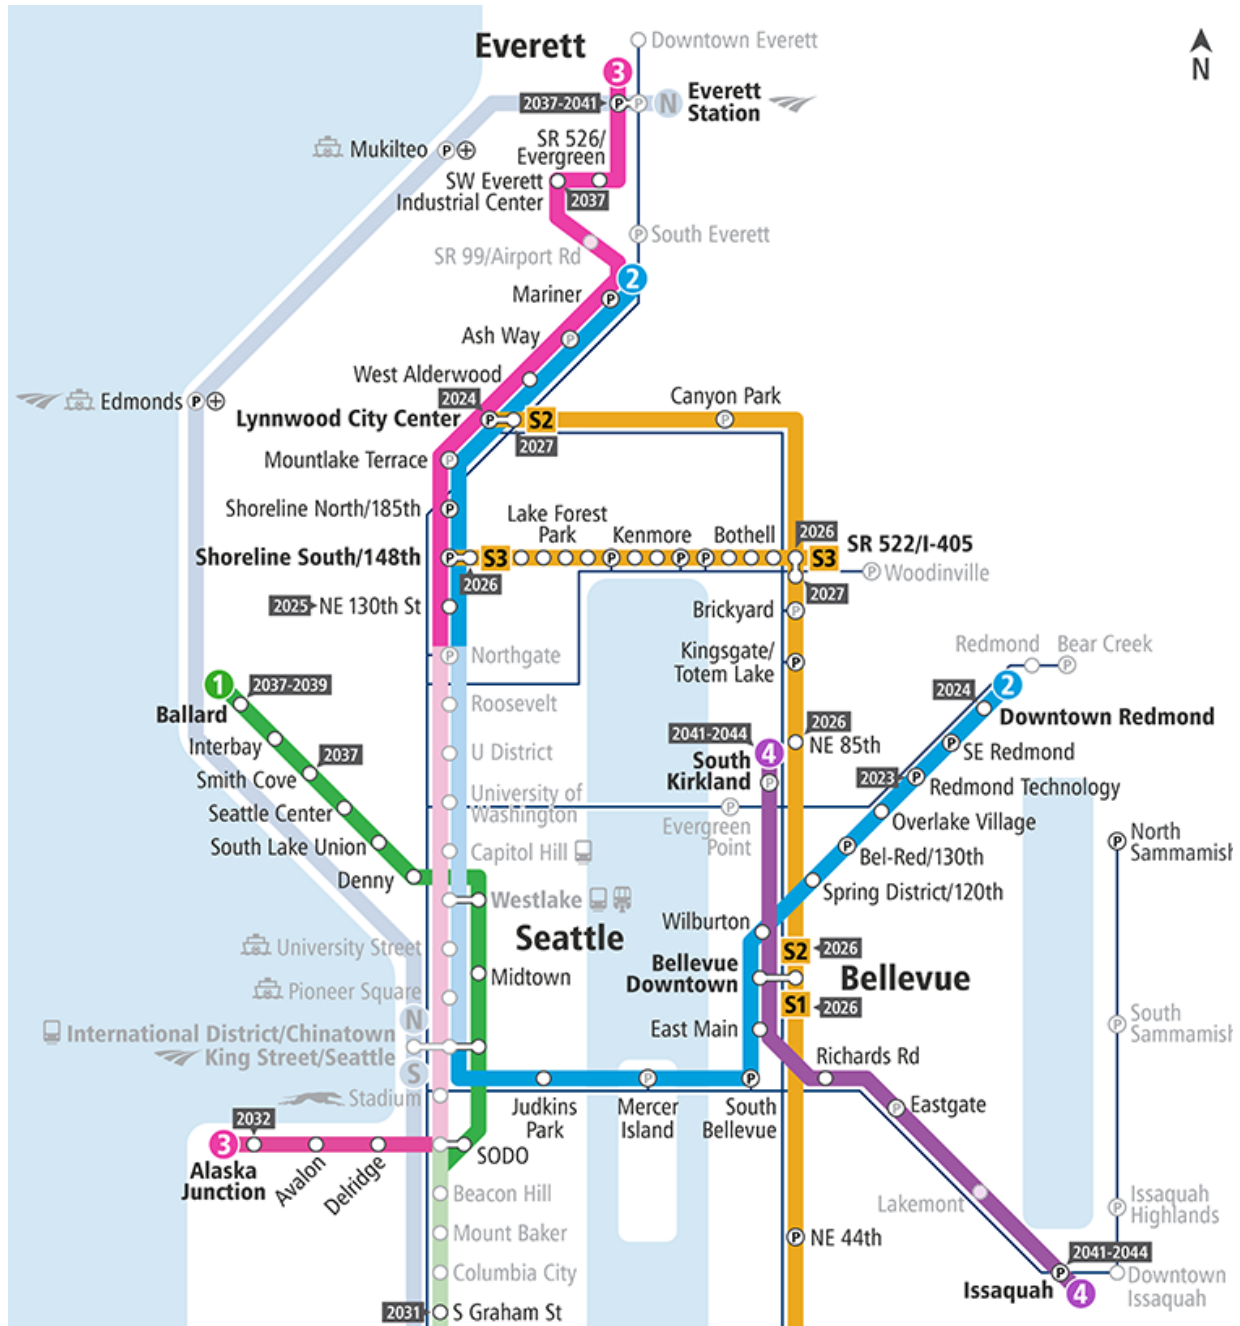 Downtown Everett
Everett
N
3
2037-2041
P
P
N
Everett
Station
Mukilteo
P
SR 526/
Evergreen
SW Everett
Industrial Center
2037
P
South Everett
SR 99/Airport Rd
2
Mariner
P
Ash Way
P
West Alderwood
2024
Canyon Park
Edmonds
P
Lynnwood City Center
P
S2
P
2027
Mountlake Terrace
P
Shoreline North/185th
P
Lake Forest
Park
Kenmore
Bothell
2026
SR 522/I-405
Shoreline South/148th
P
S3
P
P
P
S3
P
Woodinville
2026
2027
2025
NE 130th St
Brickyard
P
Northgate
P
Kingsgate/
Totem Lake
P
Redmond
Bear Creek
P
1
2037-2039
Ballard
Roosevelt
2024
2
Downtown Redmond
Interbay
2037
U District
2041-2044
4
South
Kirkland
P
2026
NE 85th
P
SE Redmond
Smith Cove
2023
P
Redmond Technology
Seattle Center
University of
Washington
P
Evergreen
Point
Overlake Village
South Lake Union
Capitol Hill
P
Bel-Red/130th
P
North
Sammamish
Denny
Spring District/120th
Westlake
Wilburton
University Street
Seattle
S2
2026
Midtown
Bellevue
Downtown
Bellevue
Pioneer Square
S1
2026
N
International District/Chinatown
King Street/Seattle
S
East Main
P
South
Sammamish
Richards Rd
Stadium
Judkins
Park
P
Mercer
Island
P
South
Bellevue
P
Eastgate
2032
3
Alaska
Junction
Avalon
Delridge
SODO
Beacon Hill
Lakemont
P
Issaquah
Highlands
Mount Baker
P
NE 44th
2041-2044
Columbia City
Issaquah
P
4
Downtown
Issaquah
2031
S Graham St